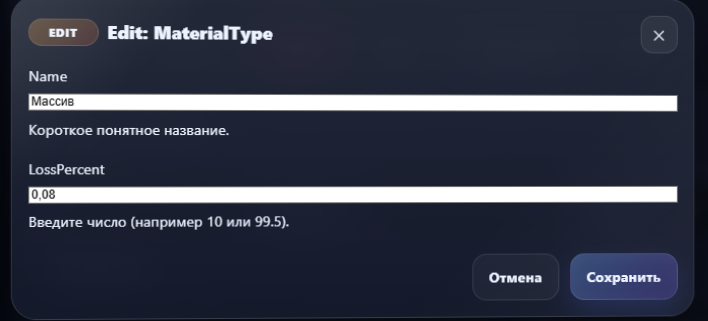 EDIT Edit: MaterialType ×
Name
Массив
Короткое понятное название.
LossPercent
0,08
Введите число (например 10 или 99.5).
Отмена Сохранить